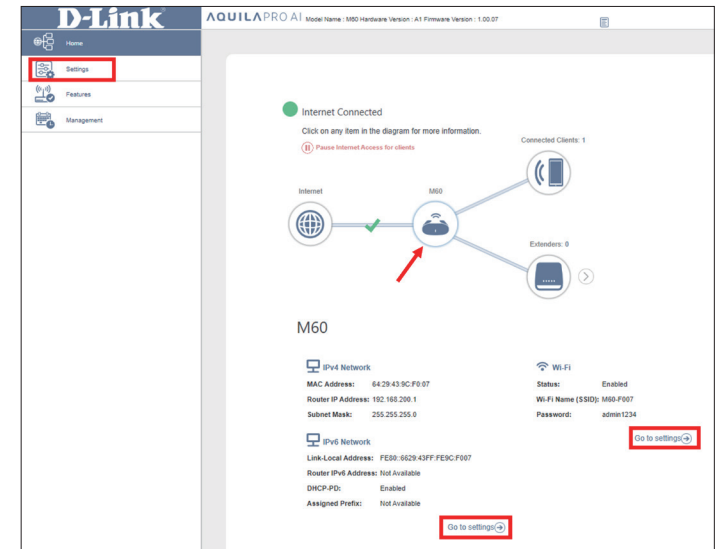 D-Link
AQUILA PRO AI Model Name : M60 Hardware Version : A1 Firmware Version : 1.00.07
Home
Settings
Features
Management
Internet Connected
Click on any item in the diagram for more information.
Pause Internet Access for clients
Connected Clients: 1
Internet
M60
Extenders: 0
M60
IPv4 Network
MAC Address: 64:29:43:9C:F0:07
Router IP Address: 192.168.200.1
Subnet Mask: 255.255.255.0
Wi-Fi
Status: Enabled
Wi-Fi Name (SSID): M60-F007
Password: admin1234
Go to settings
IPv6 Network
Link-Local Address: FE80::6629:43FF:FE9C:F007
Router IPv6 Address: Not Available
DHCP-PD: Enabled
Assigned Prefix: Not Available
Go to settings